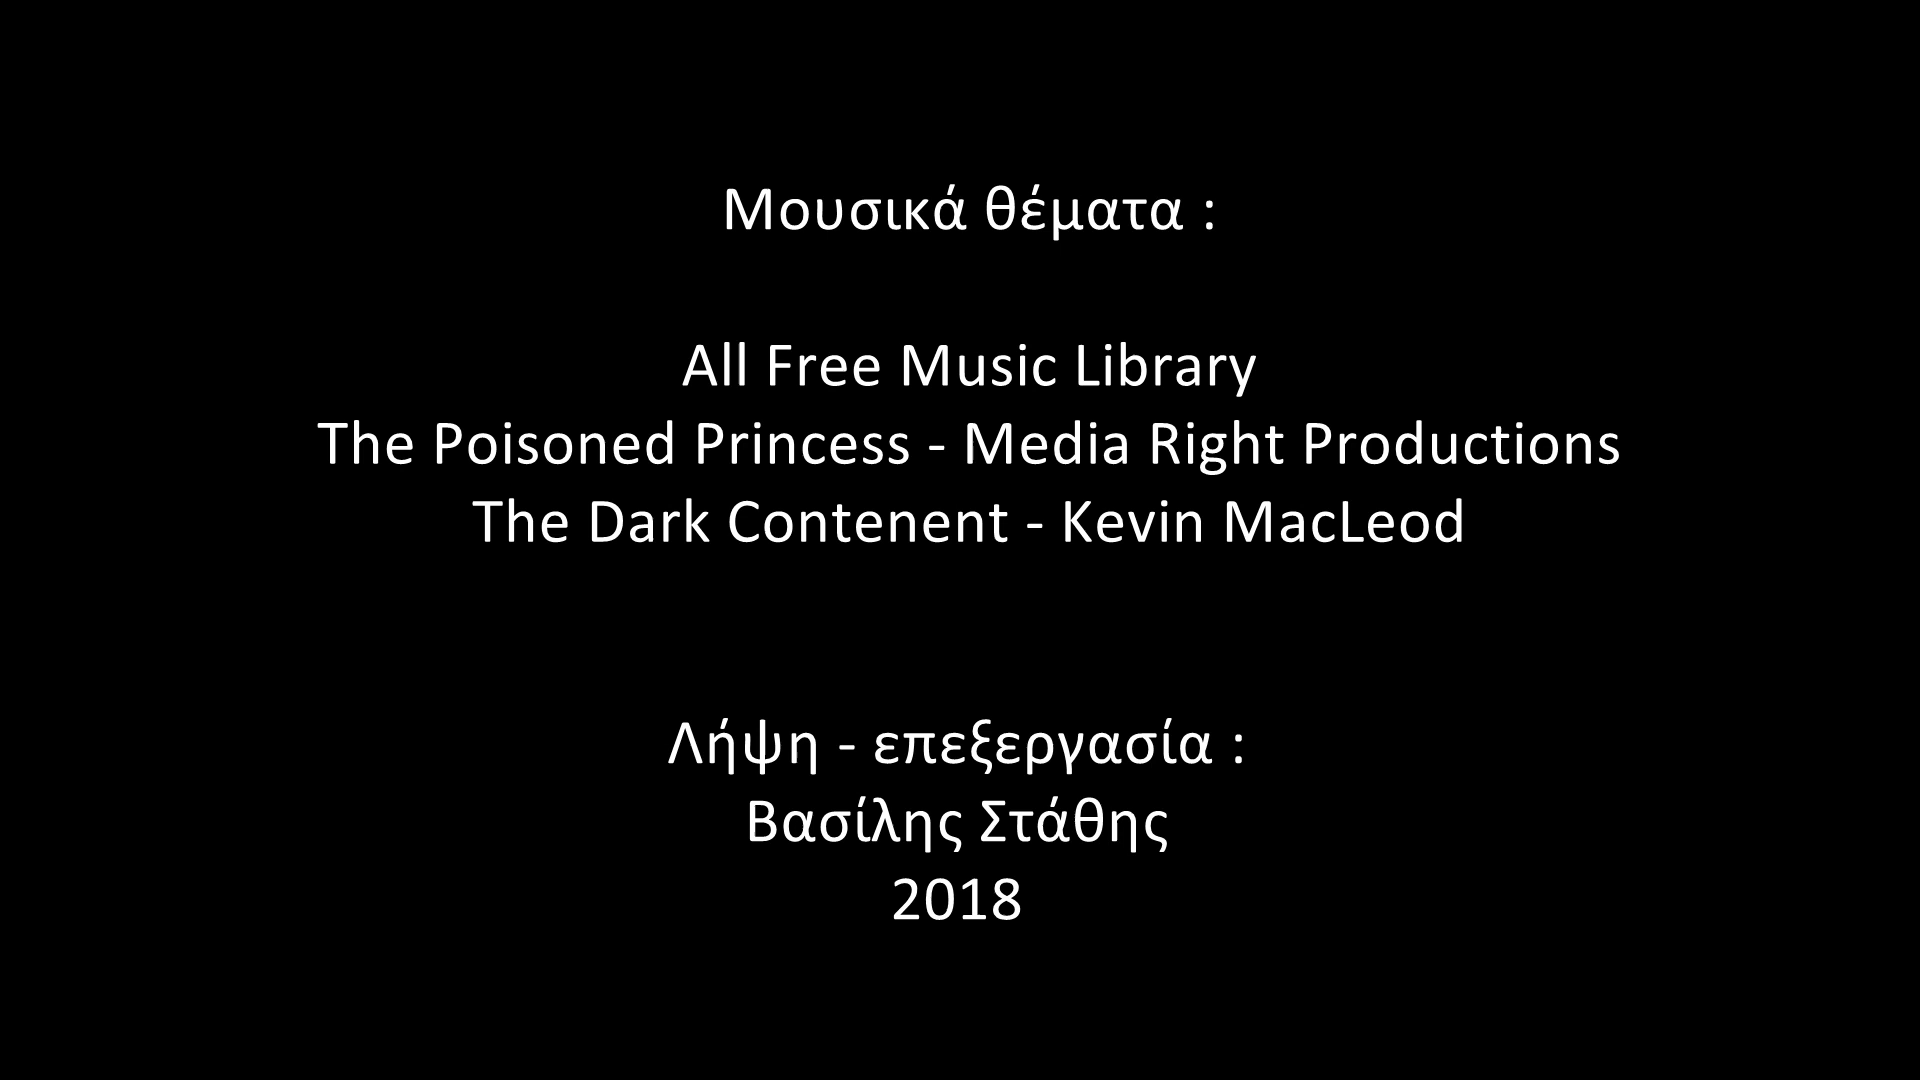 Μουσικά θέματα :
All Free Music Library
The Poisoned Princess - Media Right Productions
The Dark Contenent - Kevin MacLeod
Λήψη - επεξεργασία :
Βασίλης Στάθης
2018